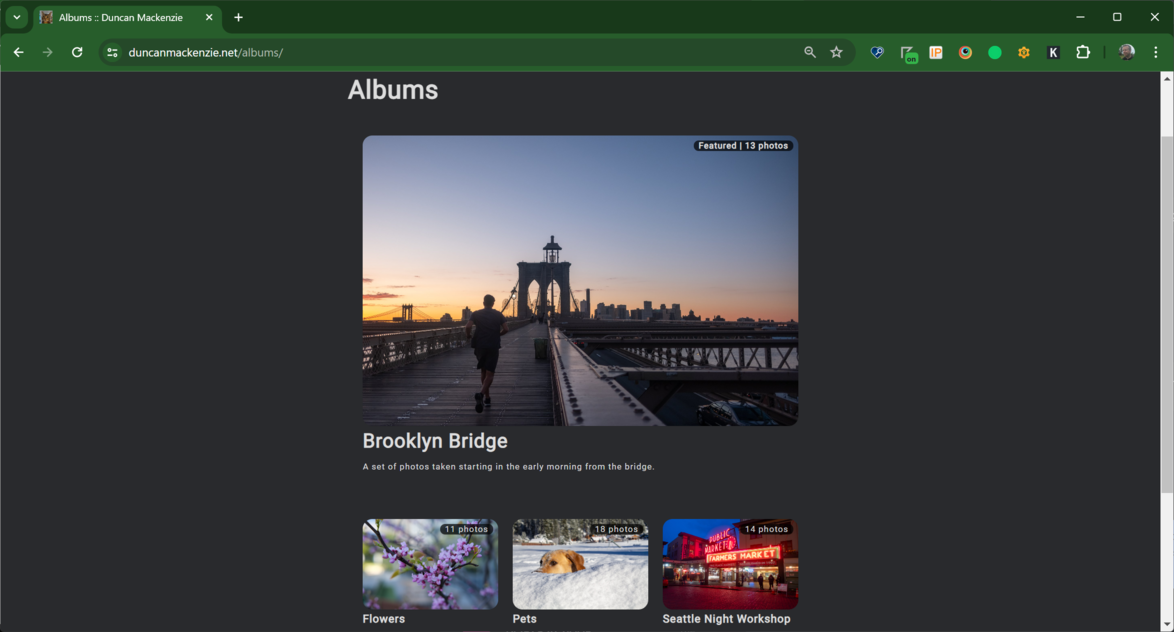 Albums :: Duncan Mackenzie
duncanmackenzie.net/albums/
on
IP
K
Albums
Featured | 13 photos
Brooklyn Bridge
A set of photos taken starting in the early morning from the bridge.
11 photos
18 photos
14 photos
PUBLIC
MARKET
FARMERS MARKET
Flowers
Pets
Seattle Night Workshop